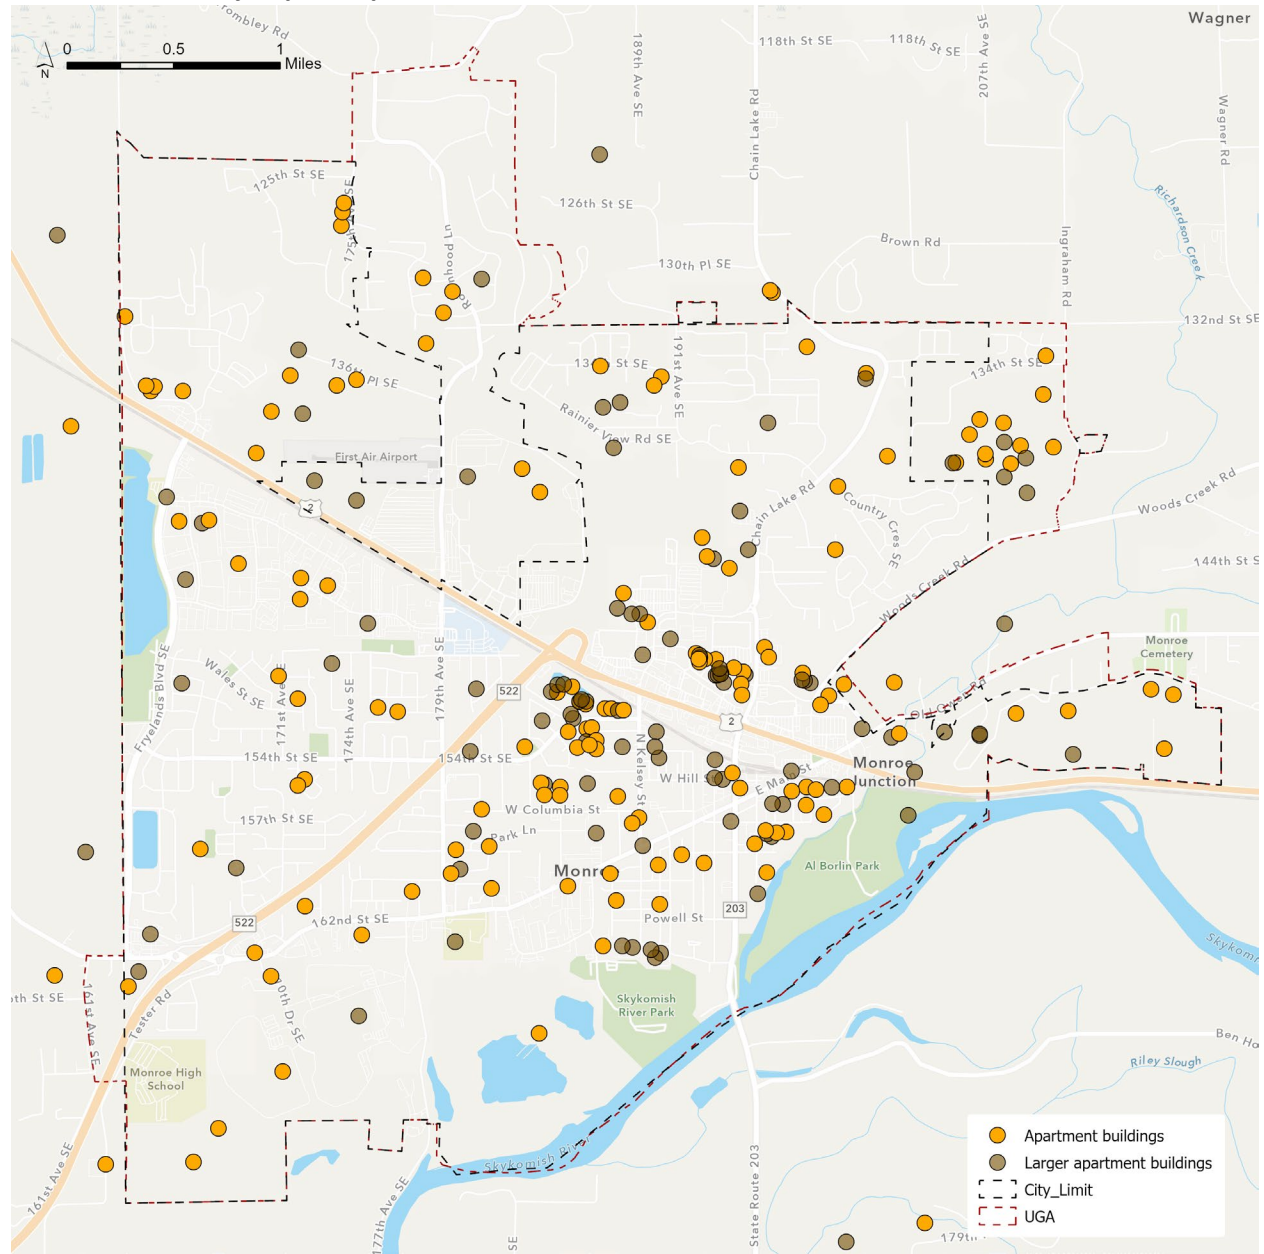 Wagner
0 0.5 1
Miles
N
118th St SE
118th St SE
207th Ave SE
189th Ave SE
Chain Lake Rd
Wagner Rd
125th St SE
126th St SE
Richardson Creek
Brown Rd
Ingraham Rd
130th Pl SE
132nd St SE
136th Pl SE
191st Ave SE
134th St SE
Rainier View Rd SE
First Air Airport
Woods Creek Rd
2
Chain Lake Rd
Country Cres SE
144th St S
Woods Creek Rd
Monroe
Cemetery
Fryelands Blvd SE
Wales St SE
171st Ave SE
174th Ave SE
179th Ave SE
522
2
154th St SE
154th St SE
N Kelsey St
W Hill S
E Main St
Monroe
Junction
W Columbia St
157th St SE
Park Ln
Al Borlin Park
Monroe
522
162nd St SE
Powell St
203
Skykomish
River Park
161st Ave SE
Tester Rd
Ben Ho
Riley Slough
Monroe High
School
Skykomish River
161st Ave SE
177th Ave SE
SE
State Route 203
179th
Apartment buildings
Larger apartment buildings
City_Limit
UGA